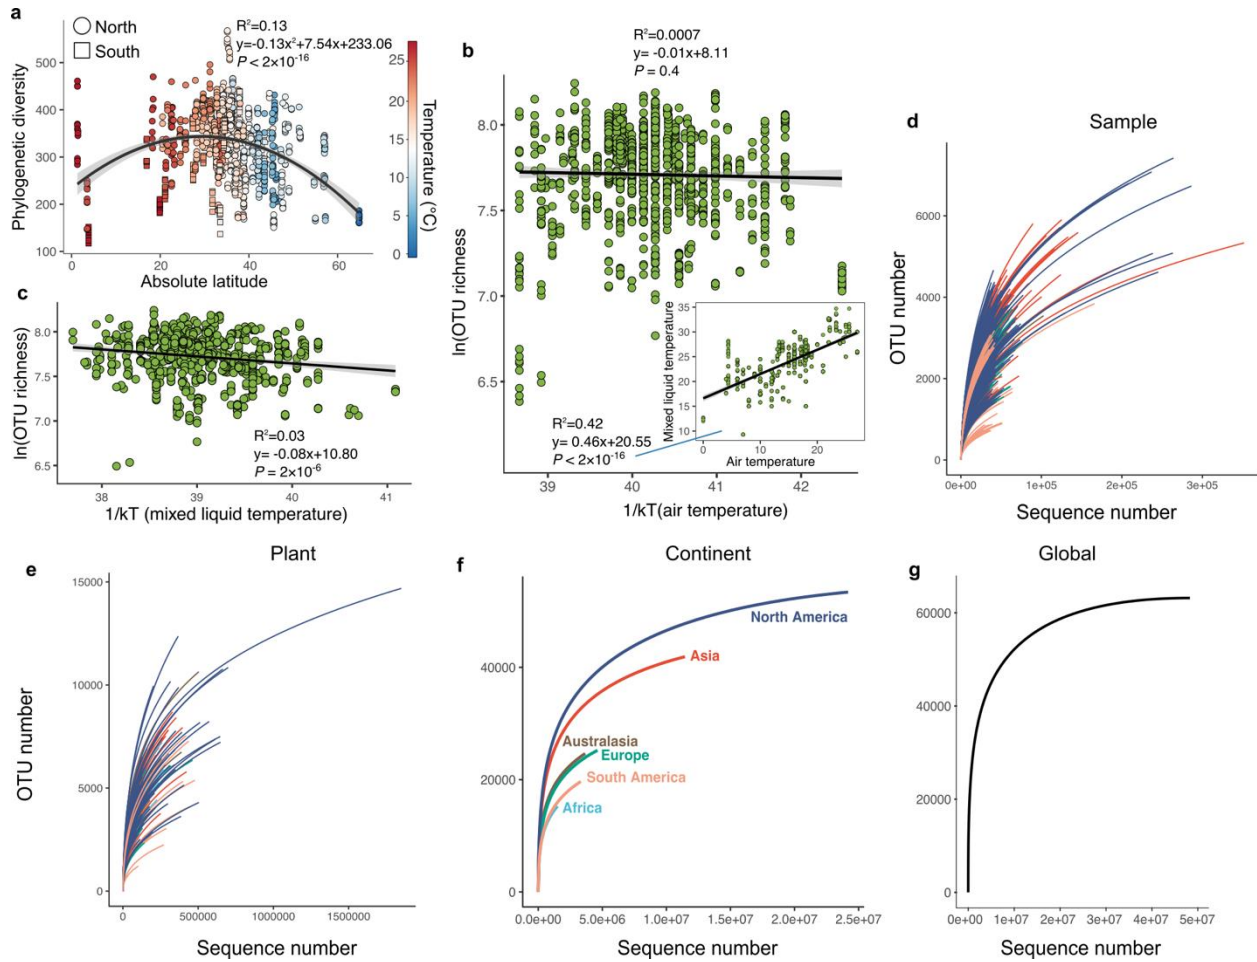 a
North
South
R²=0.13
y=-0.13x²+7.54x+233.06
P < 2×10⁻¹⁶
Phylogenetic diversity
500
400
300
200
100
0
20
40
60
Absolute latitude
25
20
15
10
5
0
Temperature (°C)
b
R²=0.0007
y= -0.01x+8.11
P = 0.4
ln(OTU richness)
8.0
7.5
7.0
6.5
39
40
41
42
1/kT(air temperature)
R²=0.42
y= 0.46x+20.55
P < 2×10⁻¹⁶
Mixed liquid temperature
35
30
25
20
15
10
0
10
20
Air temperature
c
ln(OTU richness)
8.0
7.5
7.0
6.5
R²=0.03
y= -0.08x+10.80
P = 2×10⁻⁶
38
39
40
41
1/kT (mixed liquid temperature)
d
Sample
OTU number
6000
4000
2000
0
0e+00
1e+05
2e+05
3e+05
Sequence number
e
Plant
OTU number
15000
10000
5000
0
0
500000
1000000
1500000
Sequence number
f
Continent
40000
20000
0
North America
Asia
Australasia
Europe
South America
Africa
0.0e+00
5.0e+06
1.0e+07
1.5e+07
2.0e+07
2.5e+07
Sequence number
g
Global
60000
40000
20000
0
0e+00
1e+07
2e+07
3e+07
4e+07
5e+07
Sequence number